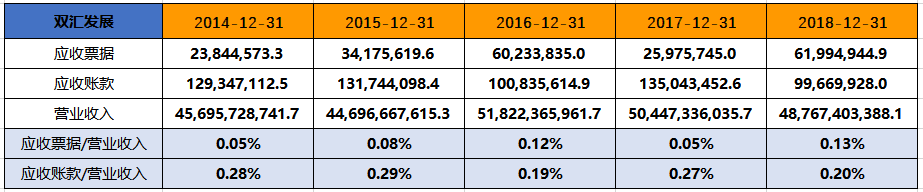 双汇发展 2014-12-31 2015-12-31 2016-12-31 2017-12-31 2018-12-31
应收票据 23,844,573.3 34,175,619.6 60,233,835.0 25,975,745.0 61,994,944.9
应收账款 129,347,112.5 131,744,098.4 100,835,614.9 135,043,452.6 99,669,928.0
营业收入 45,695,728,741.7 44,696,667,615.3 51,822,365,961.7 50,447,336,035.7 48,767,403,388.1
应收票据/营业收入 0.05% 0.08% 0.12% 0.05% 0.13%
应收账款/营业收入 0.28% 0.29% 0.19% 0.27% 0.20%